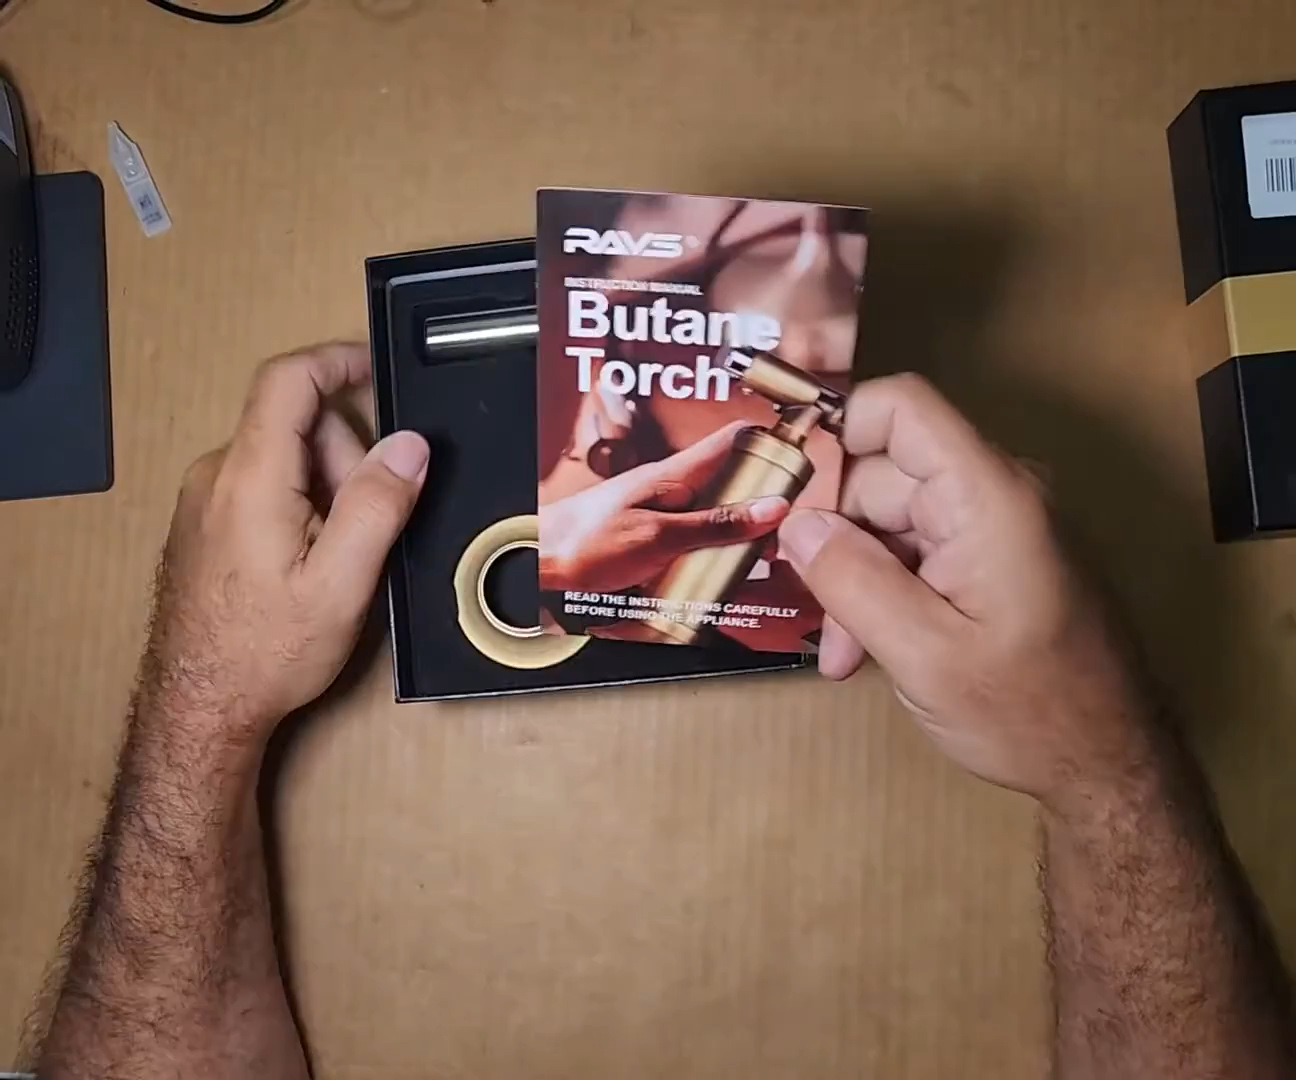 RAVS
INSTRUCTION MANUAL
Butane
Torch
READ THE INSTRUCTIONS CAREFULLY
BEFORE USING THE APPLIANCE.